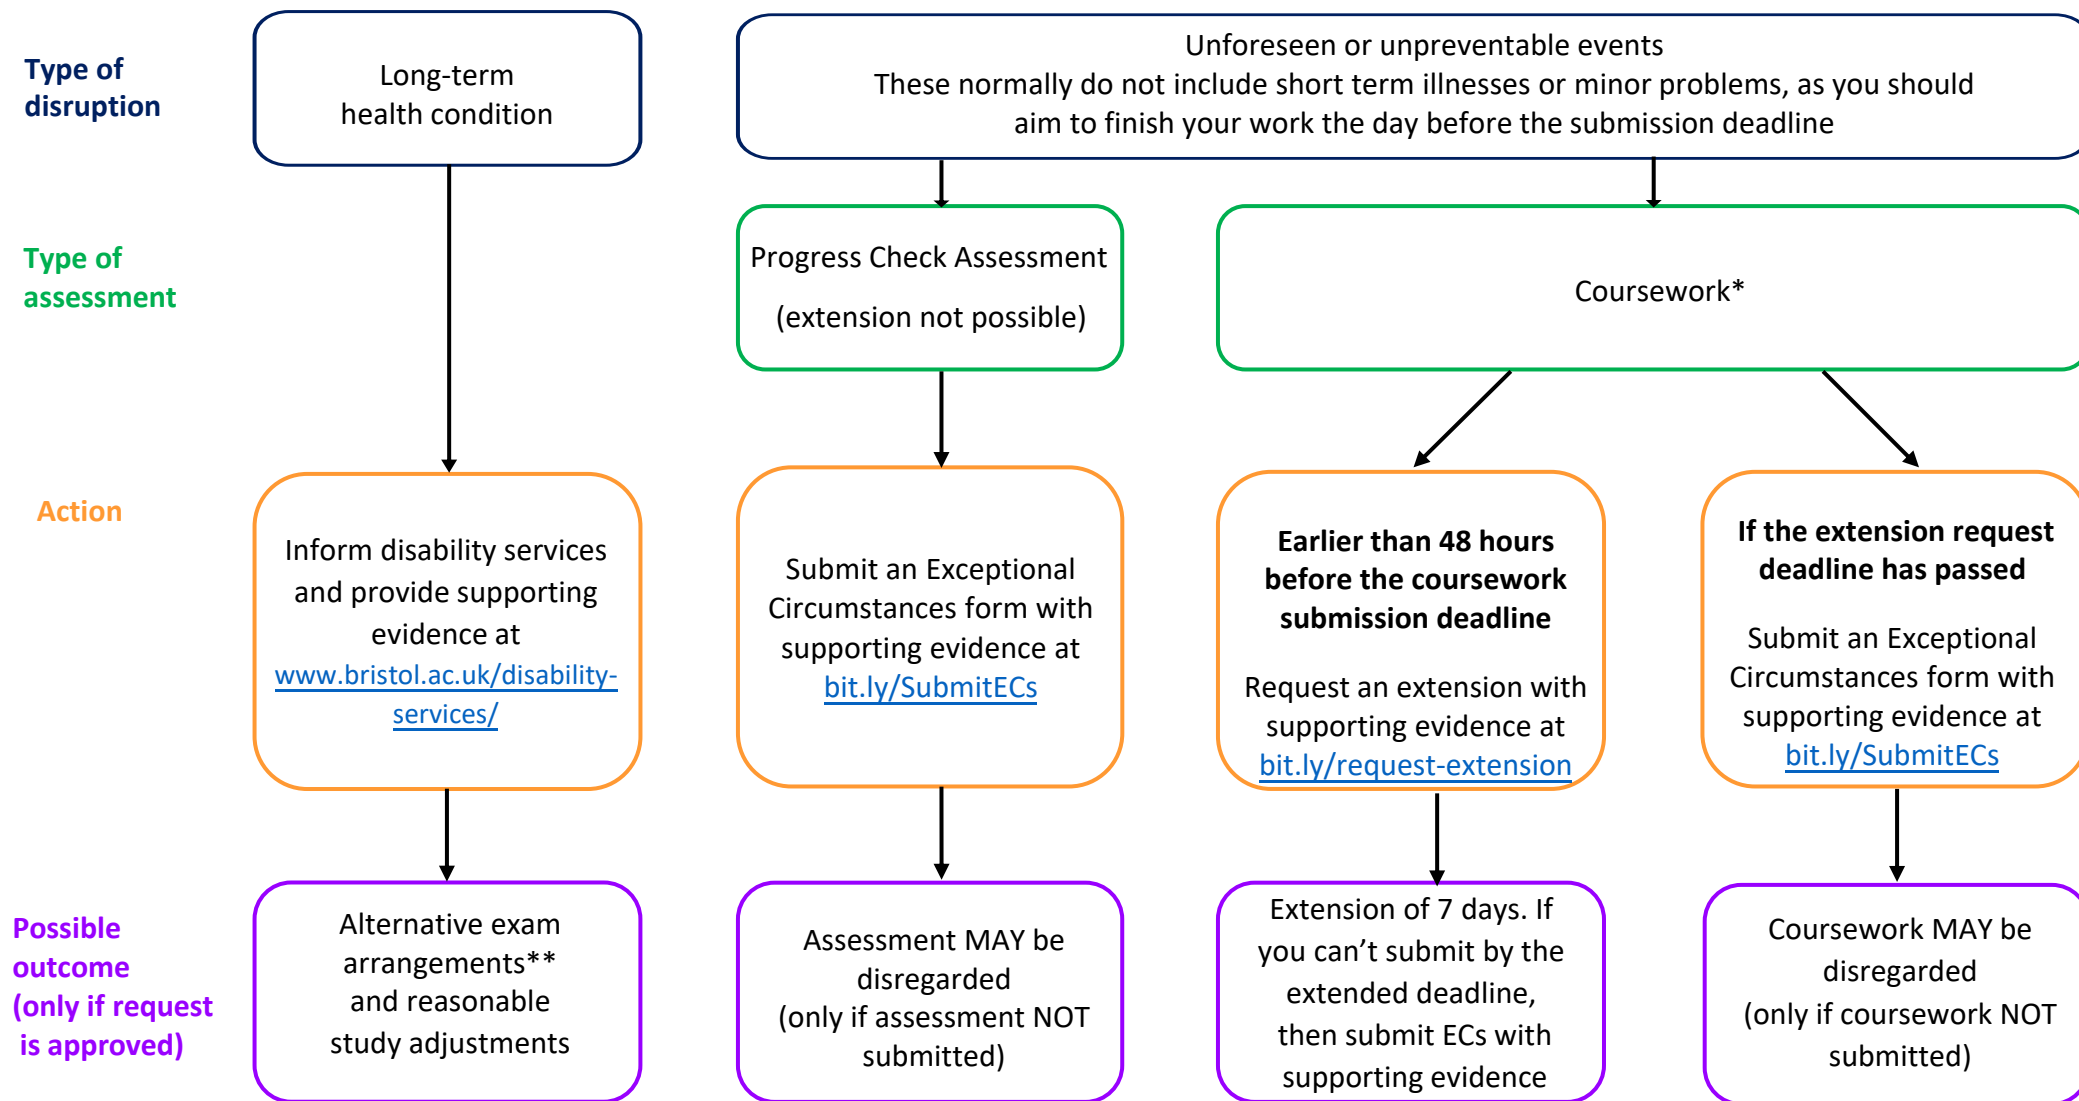 Type of
disruption
Long-term
health condition
Unforeseen or unpreventable events
These normally do not include short term illnesses or minor problems, as you should
aim to finish your work the day before the submission deadline
Type of
assessment
Progress Check Assessment
(extension not possible)
Coursework*
Action
Inform disability services
and provide supporting
evidence at
www.bristol.ac.uk/disability-
services/
Submit an Exceptional
Circumstances form with
supporting evidence at
bit.ly/SubmitECs
Earlier than 48 hours
before the coursework
submission deadline
Request an extension with
supporting evidence at
bit.ly/request-extension
If the extension request
deadline has passed
Submit an Exceptional
Circumstances form with
supporting evidence at
bit.ly/SubmitECs
Possible
outcome
(only if request
is approved)
Alternative exam
arrangements**
and reasonable
study adjustments
Assessment MAY be
disregarded
(only if assessment NOT
submitted)
Extension of 7 days. If
you can’t submit by the
extended deadline,
then submit ECs with
supporting evidence
Coursework MAY be
disregarded
(only if coursework NOT
submitted)